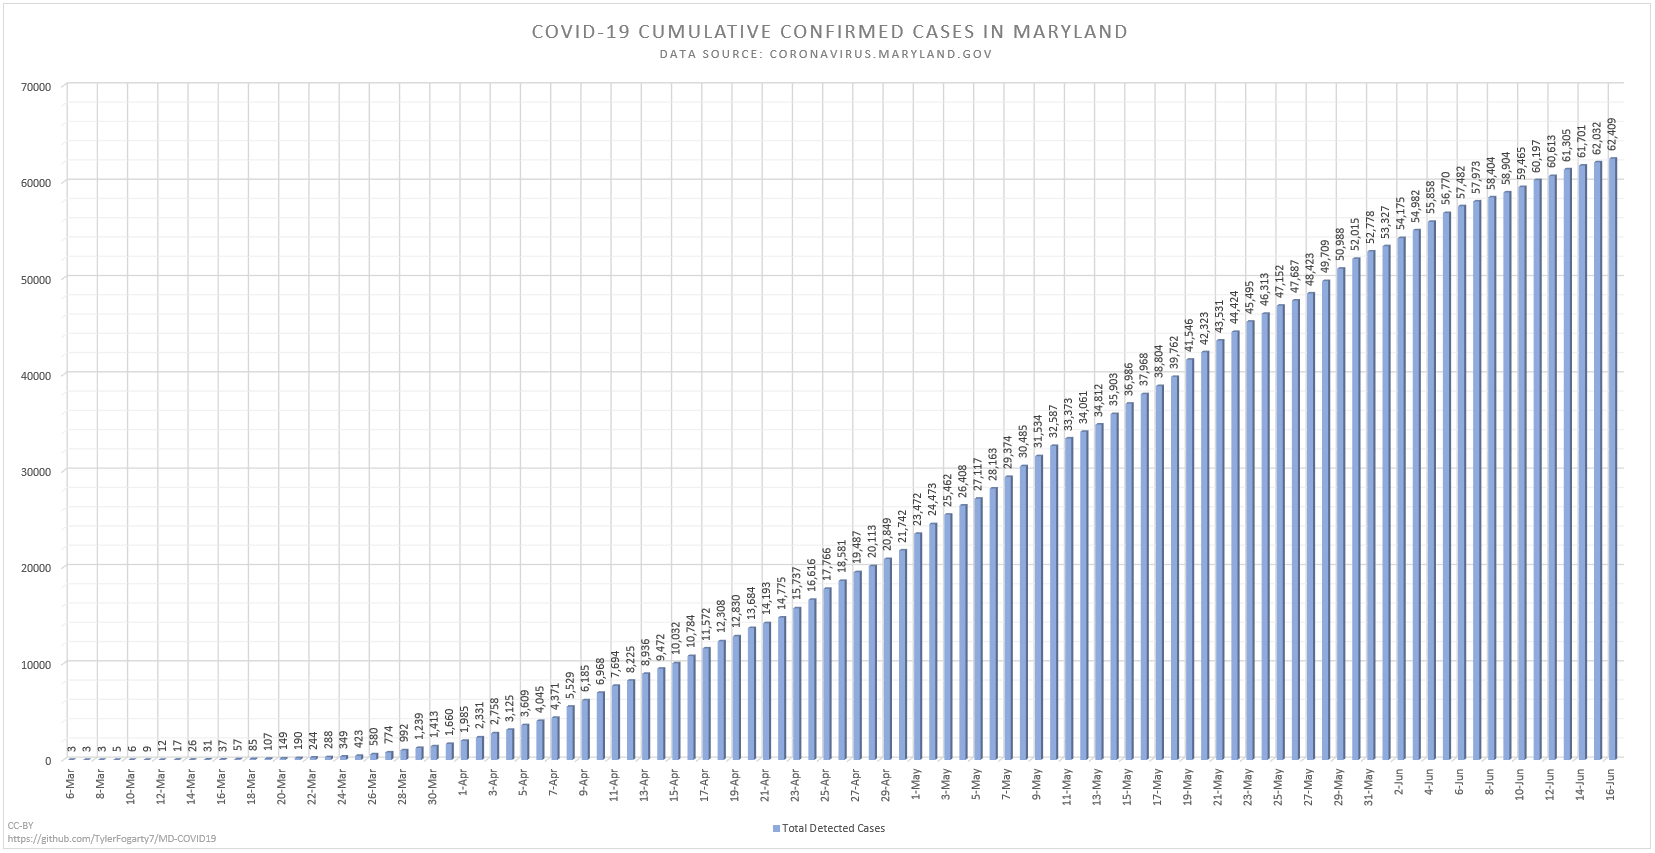 COVID-19 CUMULATIVE CONFIRMED CASES IN MARYLAND
DATA SOURCE: CORONAVIRUS.MARYLAND.GOV
70000
60000
50000
40000
30000
20000
10000
0
3 3 3 5 6 9 12 17 26 31 37 57 85 107 149 190 244 288 349 423 580 774 992 1,239 1,413 1,660 1,985 2,331 2,758 3,125 3,609 4,045 4,371 5,529 6,185 6,968 7,694 8,225 8,936 9,472 10,032 10,784 11,572 12,308 12,830 13,684 14,193 14,775 15,737 16,616 17,766 18,581 19,487 20,113 20,849 21,742 23,472 24,473 25,462 26,408 27,117 28,163 29,374 30,485 31,534 32,587 33,373 34,061 34,812 35,903 36,986 37,968 38,804 39,762 41,546 42,323 43,531 44,424 45,495 46,313 47,152 47,687 48,423 49,709 50,988 52,015 52,778 53,327 54,175 54,982 55,858 56,770 57,482 57,973 58,404 58,904 59,465 60,197 60,613 61,305 61,701 62,032 62,409
6-Mar 8-Mar 10-Mar 12-Mar 14-Mar 16-Mar 18-Mar 20-Mar 22-Mar 24-Mar 26-Mar 28-Mar 30-Mar 1-Apr 3-Apr 5-Apr 7-Apr 9-Apr 11-Apr 13-Apr 15-Apr 17-Apr 19-Apr 21-Apr 23-Apr 25-Apr 27-Apr 29-Apr 1-May 3-May 5-May 7-May 9-May 11-May 13-May 15-May 17-May 19-May 21-May 23-May 25-May 27-May 29-May 31-May 2-Jun 4-Jun 6-Jun 8-Jun 10-Jun 12-Jun 14-Jun 16-Jun
Total Detected Cases
CC-BY
https://github.com/TylerFogarty7/MD-COVID19